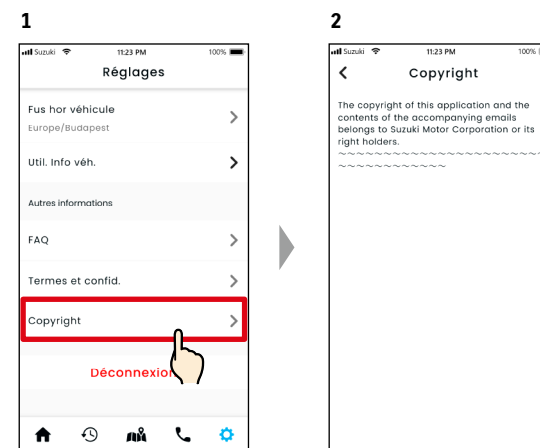 1
Suzuki 11:23 PM 100%
Réglages
Fus hor véhicule
Europe/Budapest
Util. Info véh.
Autres informations
FAQ
Termes et confid.
Copyright
Déconnexion
2
Suzuki 11:23 PM 100%
Copyright
The copyright of this application and the
contents of the accompanying emails
belongs to Suzuki Motor Corporation or its
right holders.
~~~~~~~~~~~~~~~~~~~~~~~
~~~~~~~~~~~~